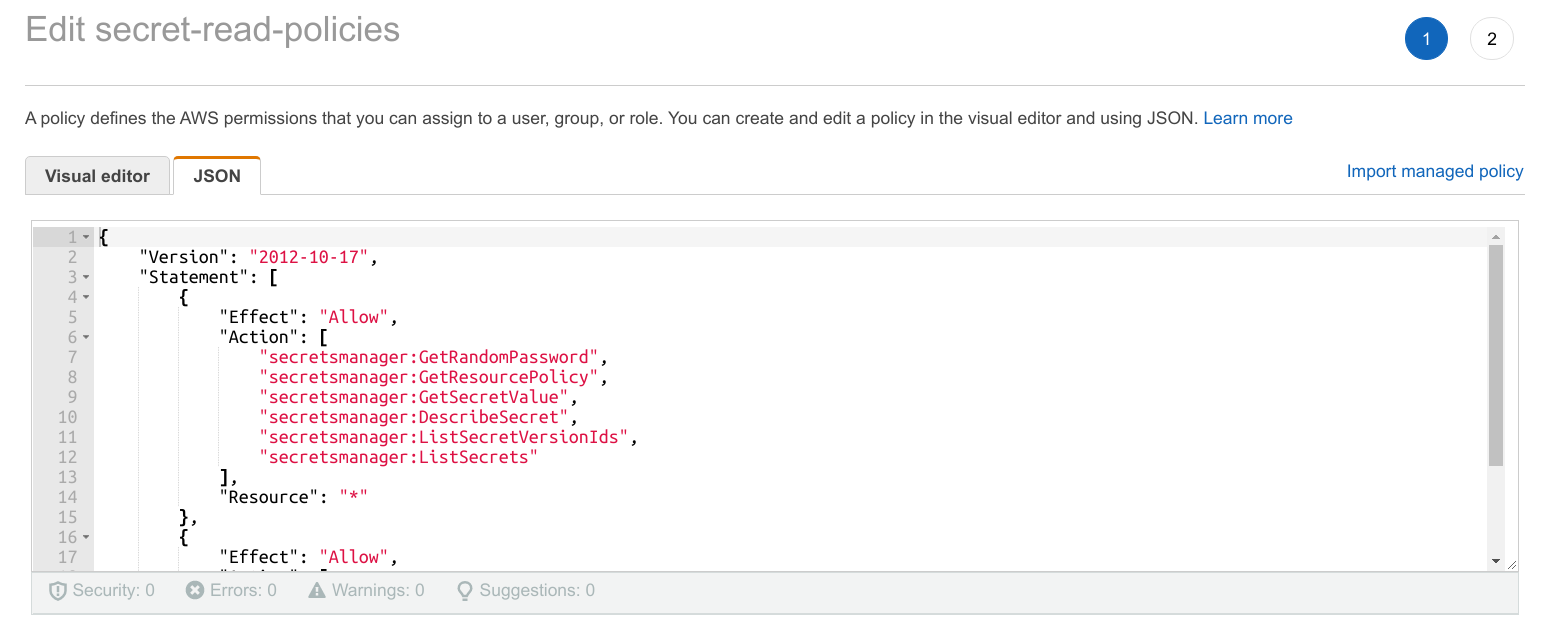 Edit secret-read-policies
1
2
A policy defines the AWS permissions that you can assign to a user, group, or role. You can create and edit a policy in the visual editor and using JSON. Learn more
Visual editor
JSON
Import managed policy
1 {
2 "Version": "2012-10-17",
3 "Statement": [
4 {
5 "Effect": "Allow",
6 "Action": [
7 "secretsmanager:GetRandomPassword",
8 "secretsmanager:GetResourcePolicy",
9 "secretsmanager:GetSecretValue",
10 "secretsmanager:DescribeSecret",
11 "secretsmanager:ListSecretVersionIds",
12 "secretsmanager:ListSecrets"
13 ],
14 "Resource": "*"
15 },
16 {
17 "Effect": "Allow",
Security: 0 Errors: 0 Warnings: 0 Suggestions: 0